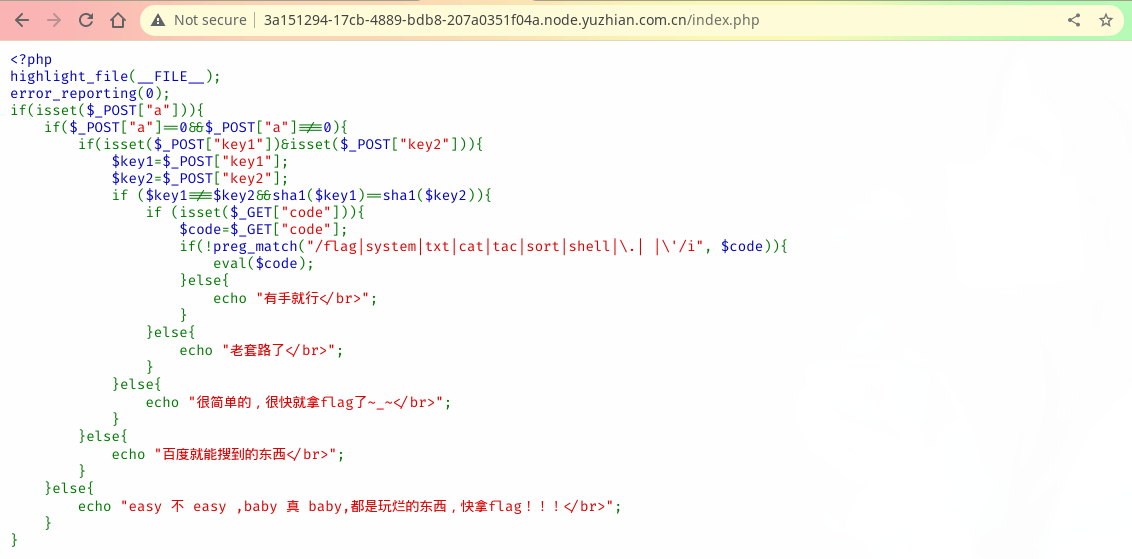 Not secure | 3a151294-17cb-4889-bdb8-207a0351f04a.node.yuzhian.com.cn/index.php
<?php
highlight_file(__FILE__);
error_reporting(0);
if(isset($_POST["a"])){
    if($_POST["a"]==0&&$_POST["a"]!==0){
        if(isset($_POST["key1"])&isset($_POST["key2"])){
            $key1=$_POST["key1"];
            $key2=$_POST["key2"];
            if ($key1!==$key2&&sha1($key1)==sha1($key2)){
                if (isset($_GET["code"])){
                    $code=$_GET["code"];
                    if(!preg_match("/flag|system|txt|cat|tac|sort|shell|\.| |\'/i", $code)){
                        eval($code);
                    }else{
                        echo "有手就行</br>";
                    }
                }else{
                    echo "老套路了</br>";
                }
            }else{
                echo "很简单的，很快就拿flag了~_~</br>";
            }
        }else{
            echo "百度就能搜到的东西</br>";
        }
    }else{
        echo "easy 不 easy ,baby 真 baby,都是玩烂的东西，快拿flag！！！</br>";
    }
}